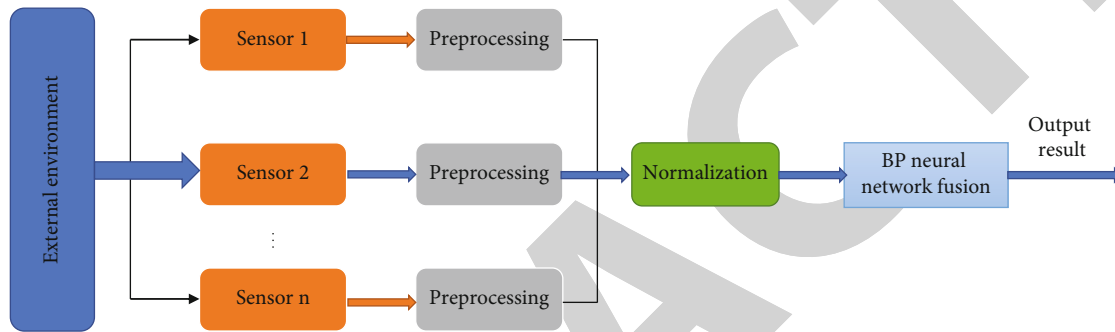 External environment
Sensor 1
Preprocessing
Sensor 2
Preprocessing
⋮
Sensor n
Preprocessing
Normalization
BP neural
network fusion
Output
result